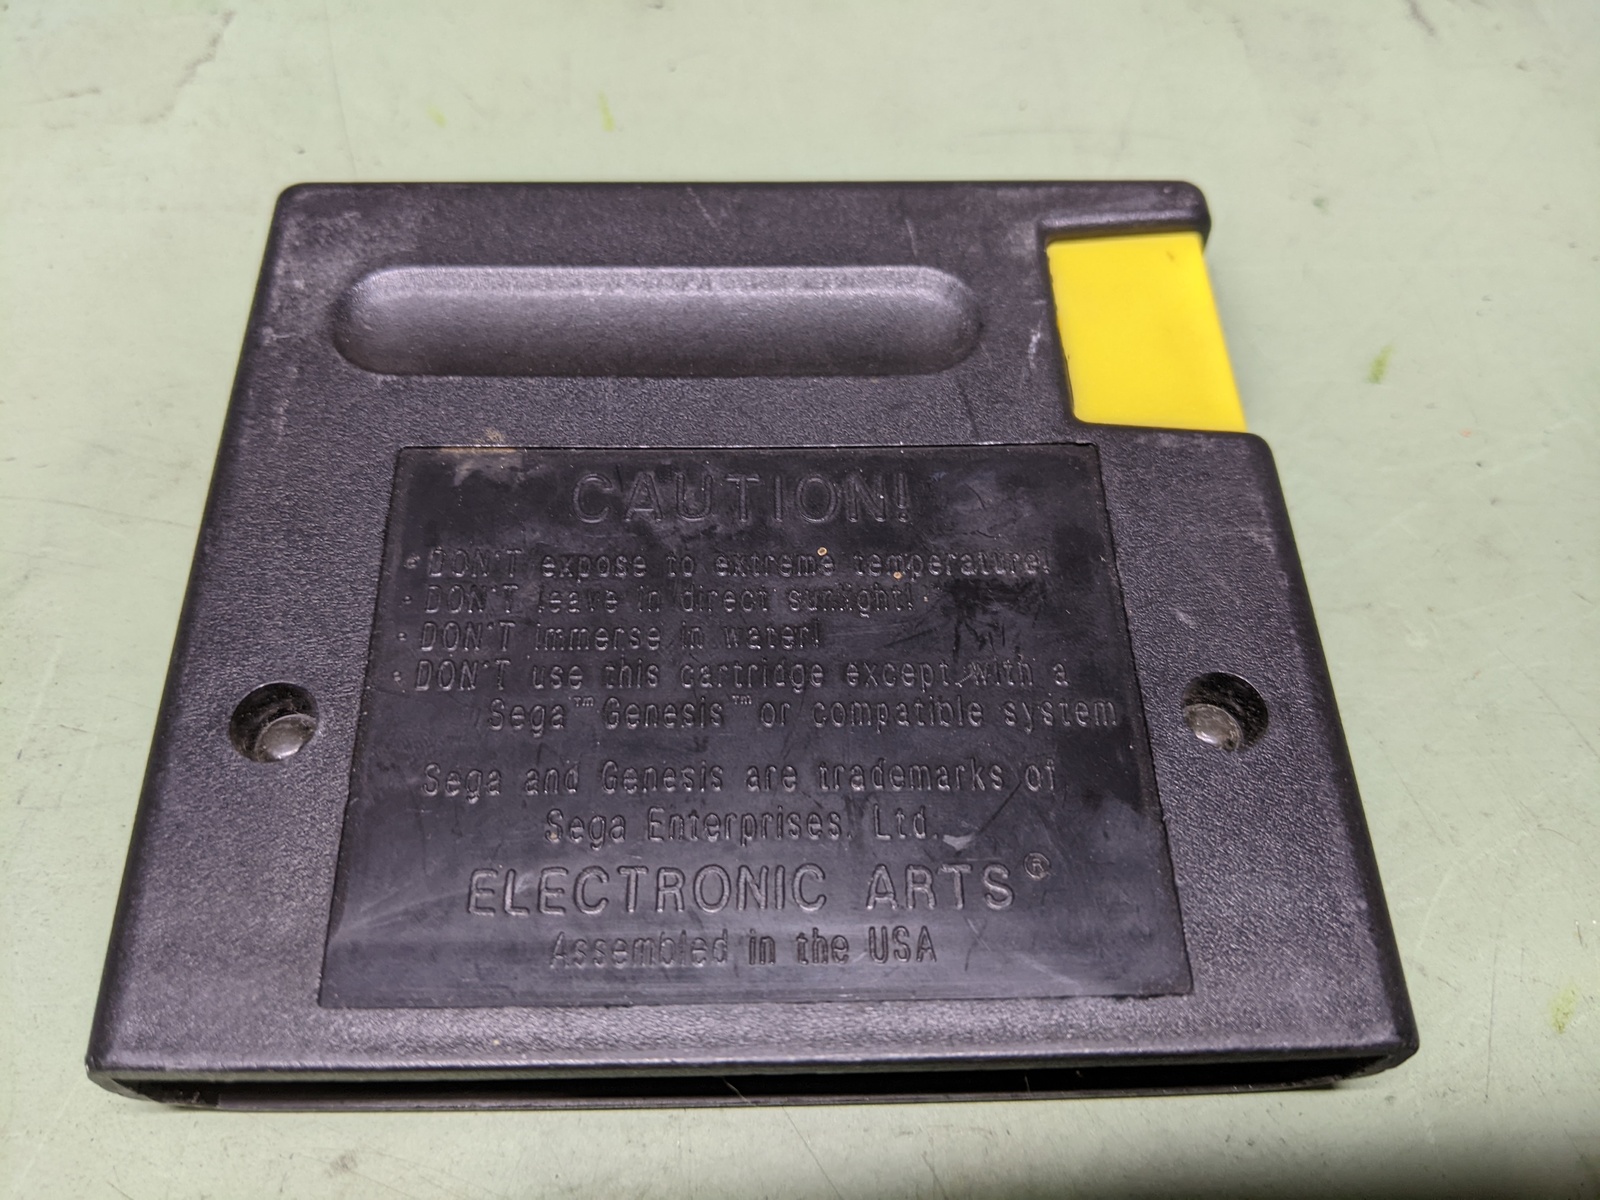 CAUTION!
• DON'T expose to extreme temperature!
• DON'T leave in direct sunlight!
• DON'T immerse in water!
• DON'T use this cartridge except with a
Sega™ Genesis™ or compatible system
Sega and Genesis are trademarks of
Sega Enterprises, Ltd.
ELECTRONIC ARTS®
Assembled in the USA